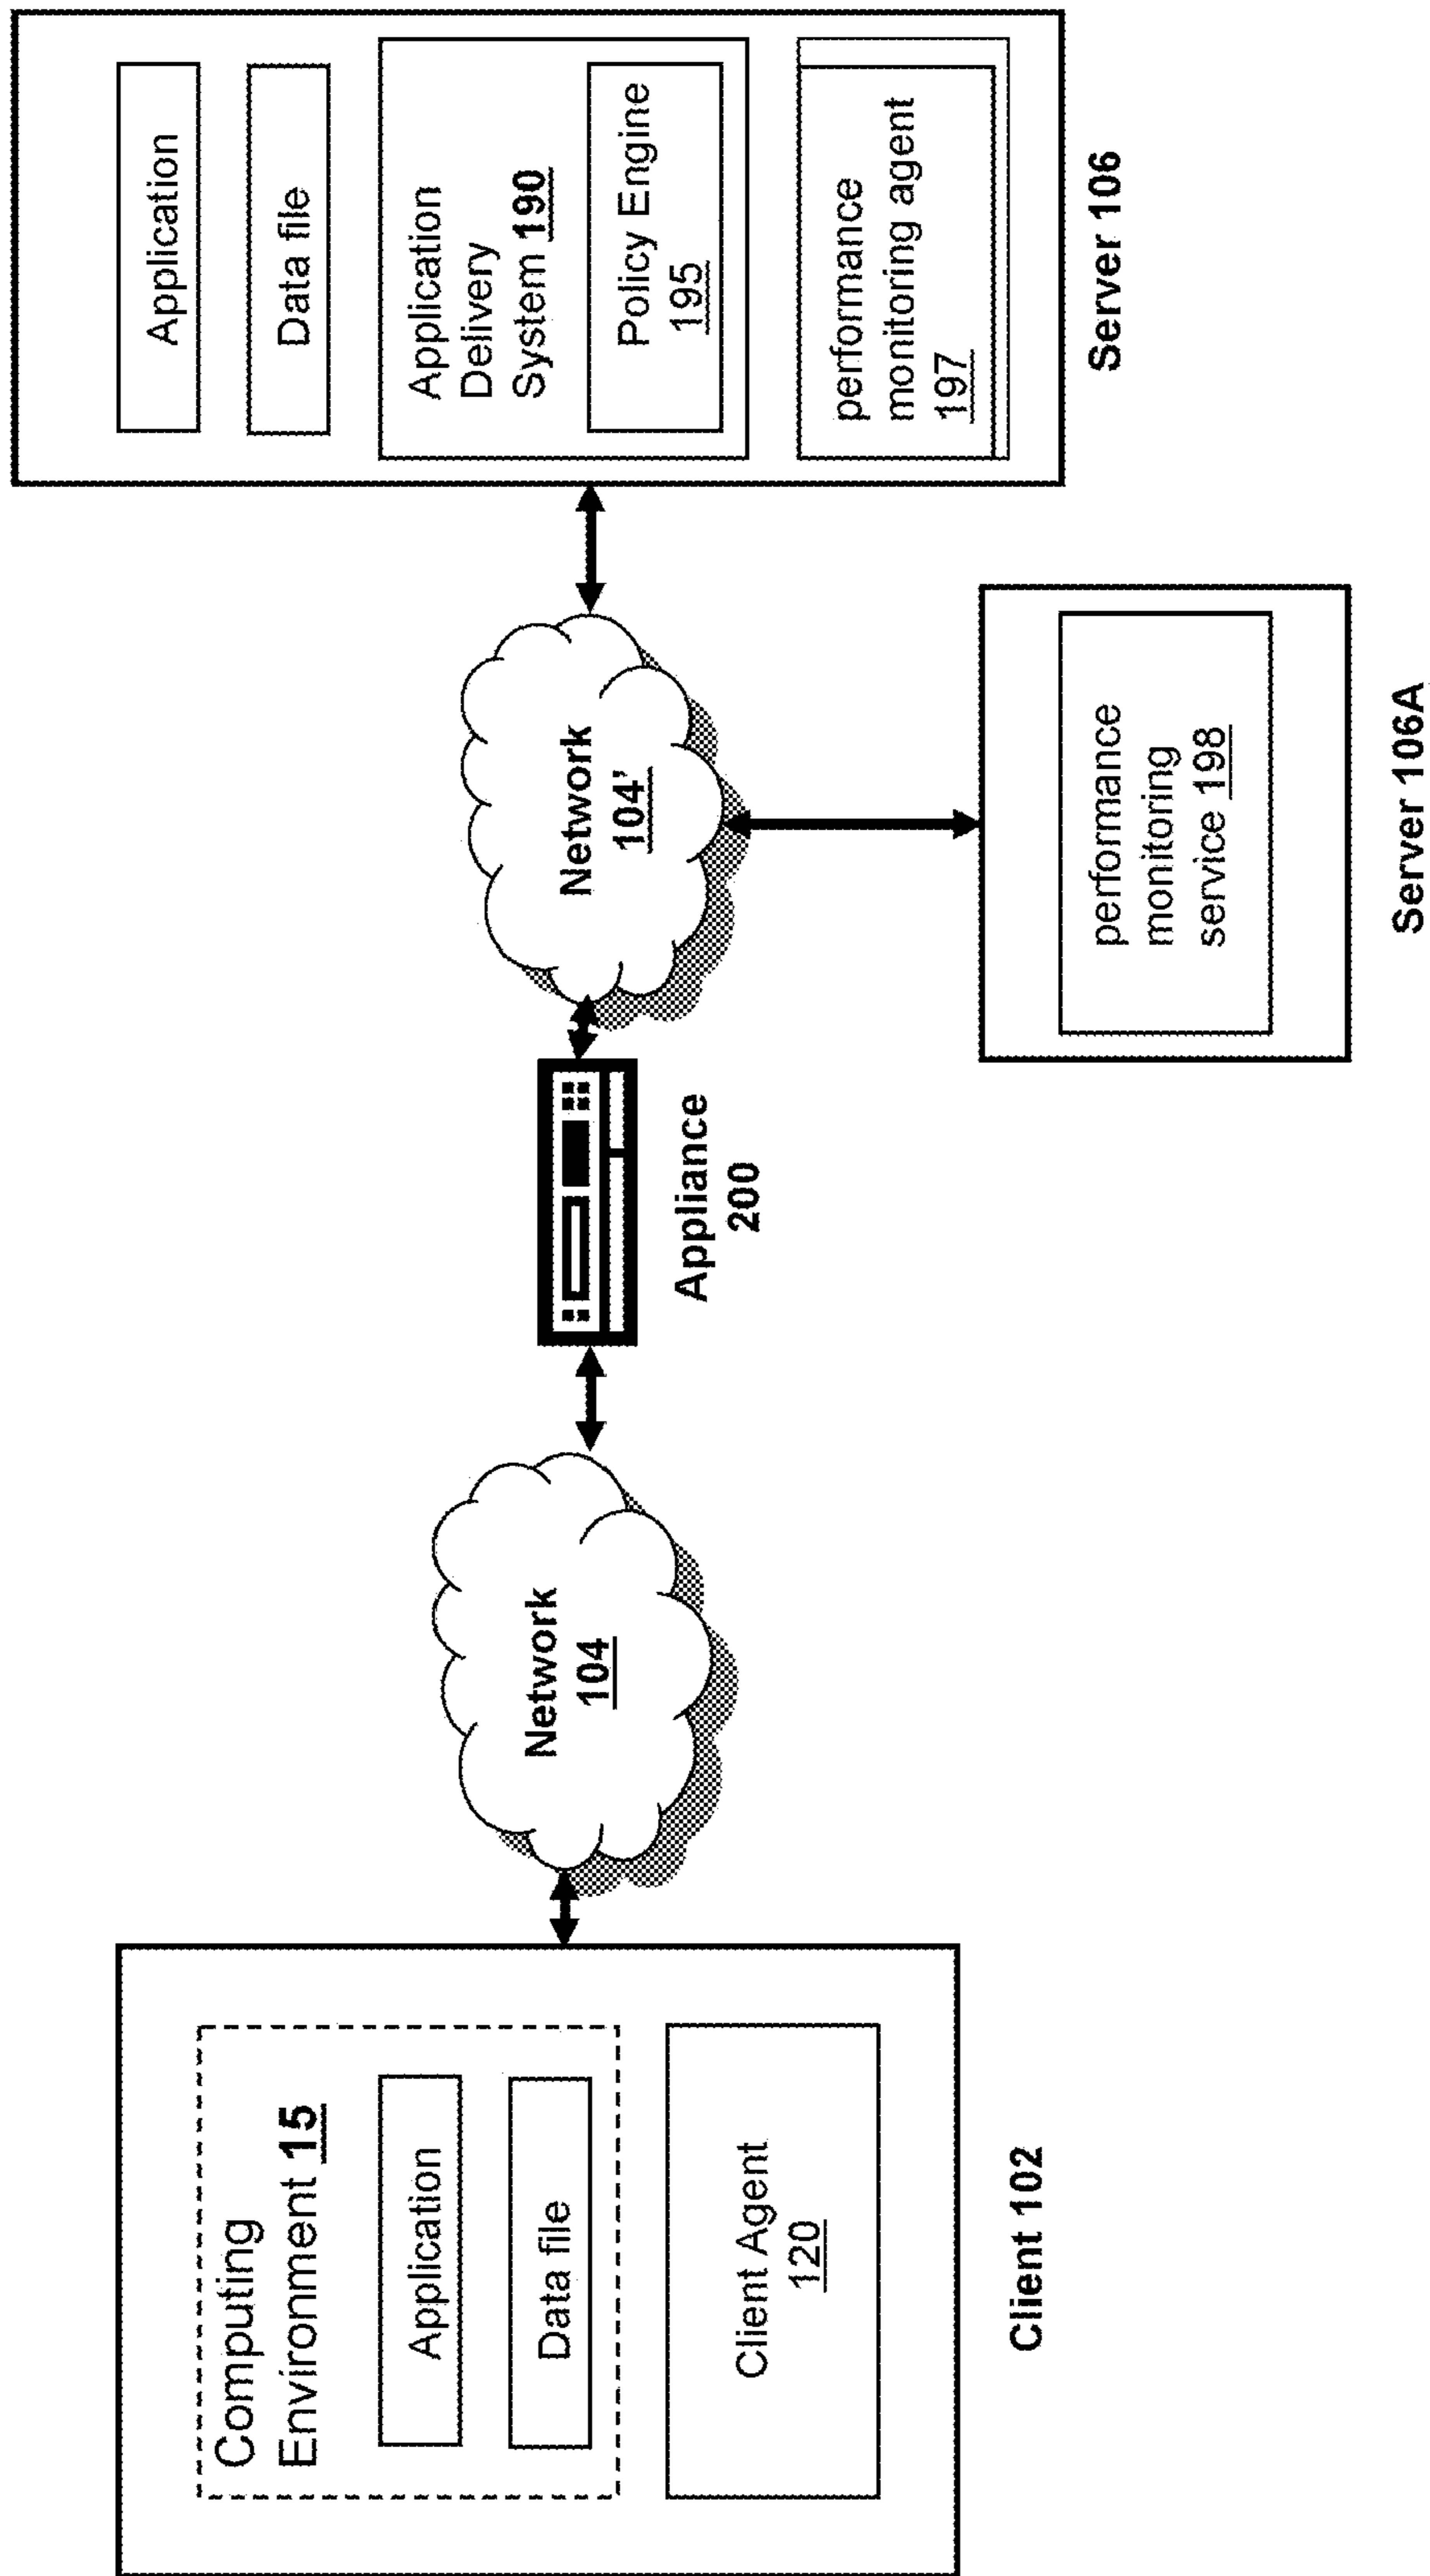 Computing
Environment 15
Application
Data file
Client Agent
120
Client 102
Network
104
Appliance
200
Network
104’
performance
monitoring
service 198
Server 106A
Application
Data file
Application
Delivery
System 190
Policy Engine
195
performance
monitoring agent
197
Server 106